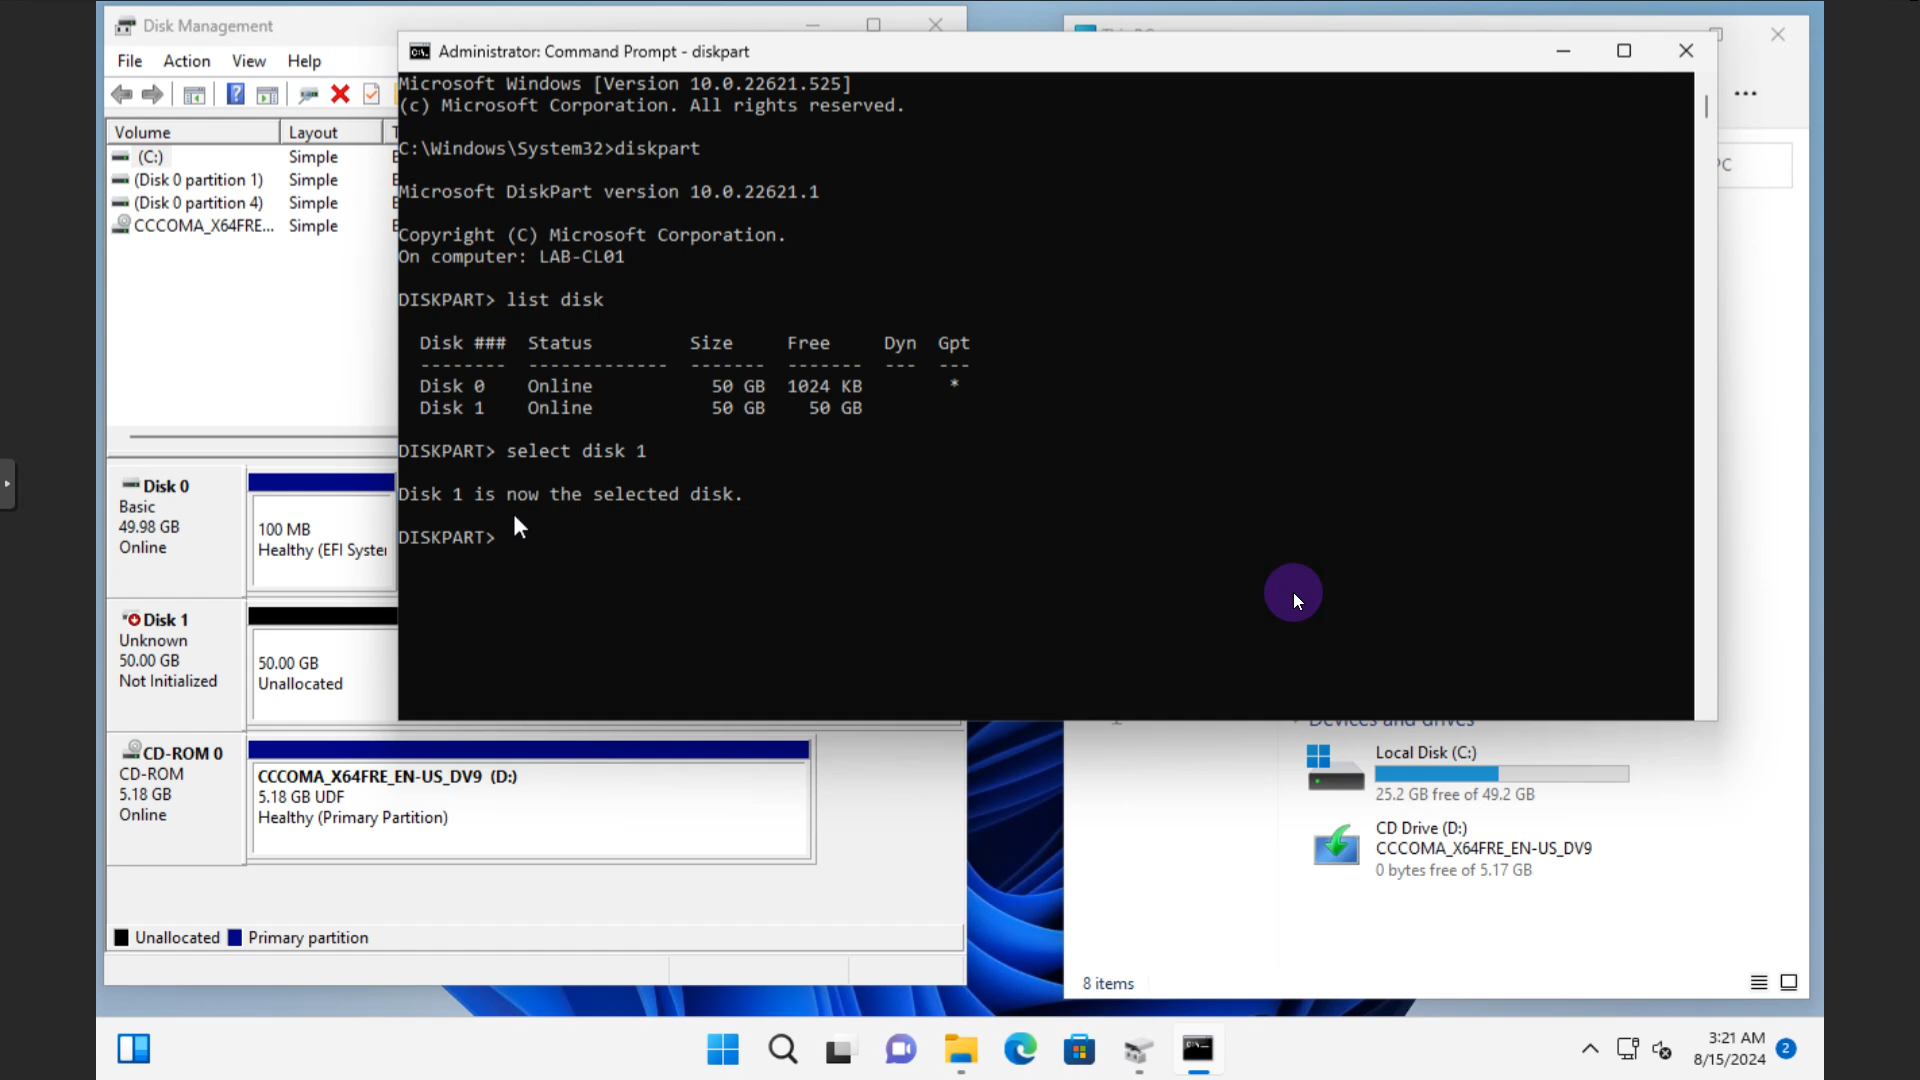 Disk Management
File Action View Help
Volume Layout
(C:) Simple
(Disk 0 partition 1) Simple
(Disk 0 partition 4) Simple
CCCOMA_X64FRE... Simple
Disk 0
Basic
49.98 GB
Online
100 MB
Healthy (EFI Syste
Disk 1
Unknown
50.00 GB
Not Initialized
50.00 GB
Unallocated
CD-ROM 0
CD-ROM
5.18 GB
Online
CCCOMA_X64FRE_EN-US_DV9 (D:)
5.18 GB UDF
Healthy (Primary Partition)
Unallocated Primary partition
Administrator: Command Prompt - diskpart
Microsoft Windows [Version 10.0.22621.525]
(c) Microsoft Corporation. All rights reserved.
C:\Windows\System32>diskpart
Microsoft DiskPart version 10.0.22621.1
Copyright (C) Microsoft Corporation.
On computer: LAB-CL01
DISKPART> list disk
Disk ### Status Size Free Dyn Gpt
-------- ------------- ------- ------- --- ---
Disk 0 Online 50 GB 1024 KB *
Disk 1 Online 50 GB 50 GB
DISKPART> select disk 1
Disk 1 is now the selected disk.
DISKPART>
PC
Devices and drives
Local Disk (C:)
25.2 GB free of 49.2 GB
CD Drive (D:)
CCCOMA_X64FRE_EN-US_DV9
0 bytes free of 5.17 GB
8 items
3:21 AM
8/15/2024
2